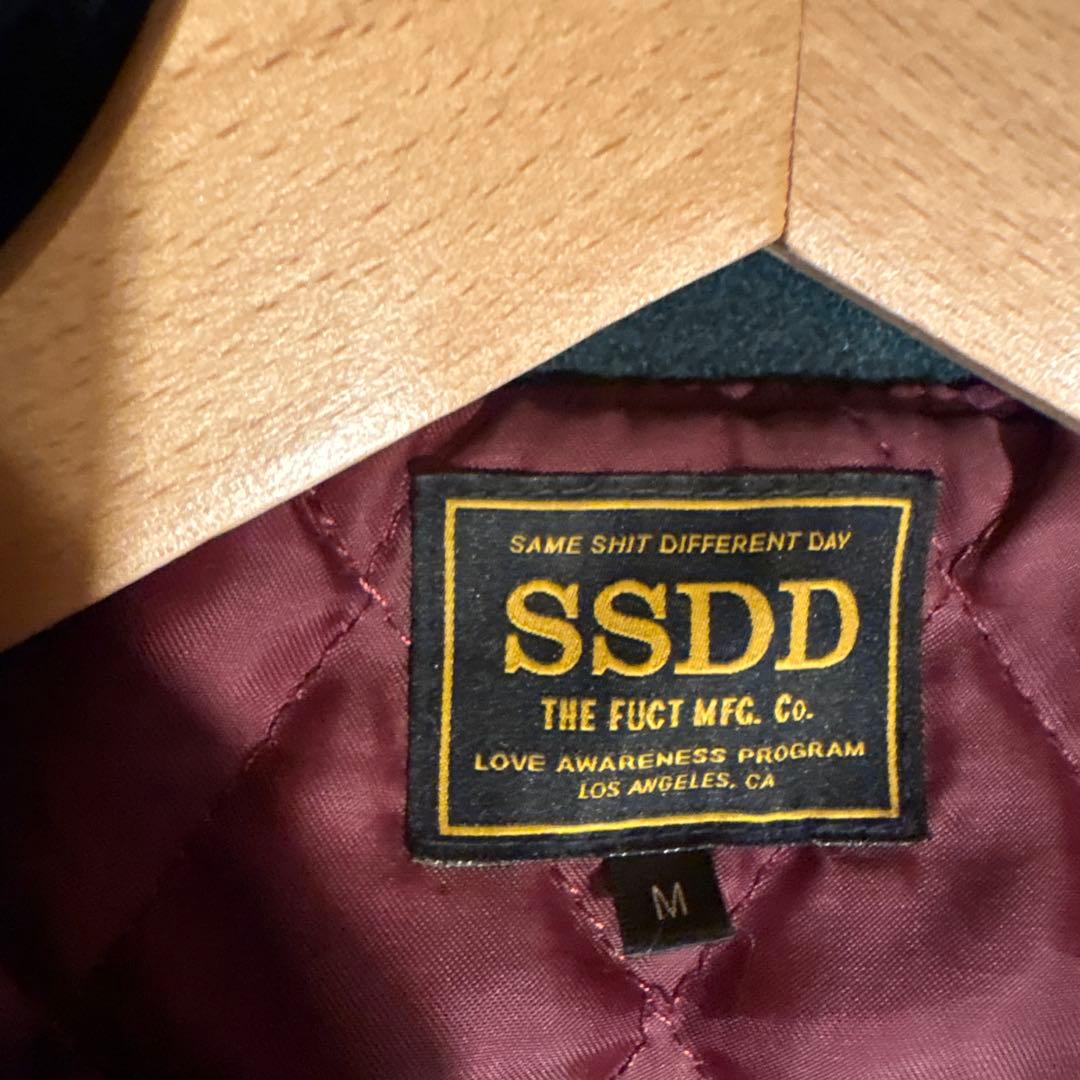 SAME SHIT DIFFERENT DAY
SSDD
THE FUCT MFG. Co.
LOVE AWARENESS PROGRAM
LOS ANGELES, CA
M